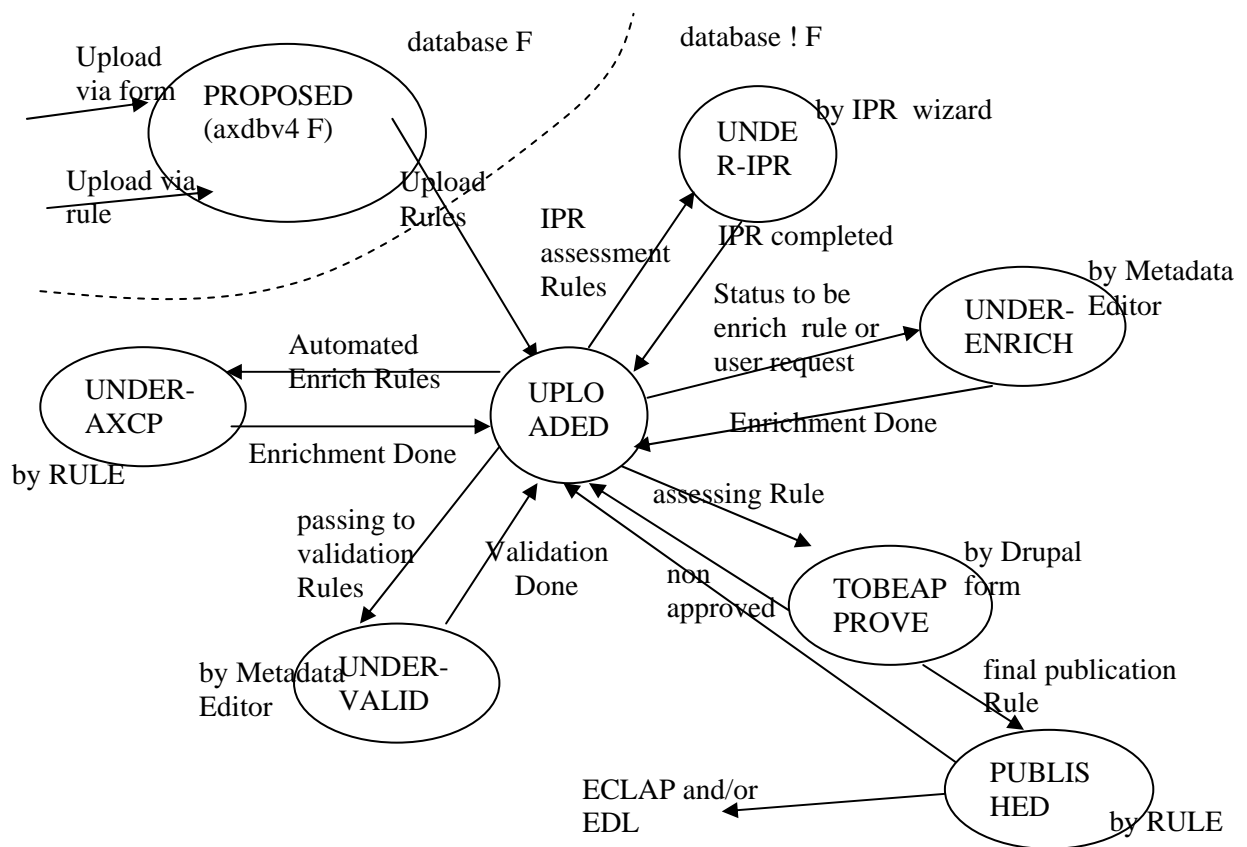 database F
database ! F
Upload
via form
PROPOSED
(axdbv4 F)
Upload via
rule
Upload
Rules
UNDE
R-IPR
by IPR  wizard
IPR
assessment
Rules
IPR completed
by Metadata
Editor
UNDER-
ENRICH
Status to be
enrich  rule or
user request
Automated
Enrich Rules
UNDER-
AXCP
by RULE
Enrichment Done
UPLO
ADED
Enrichment Done
assessing Rule
passing to
validation
Rules
Validation
Done
non
approved
by Drupal
form
TOBEAP
PROVE
by Metadata
Editor
UNDER-
VALID
final publication
Rule
PUBLIS
HED
by RULE
ECLAP and/or
EDL